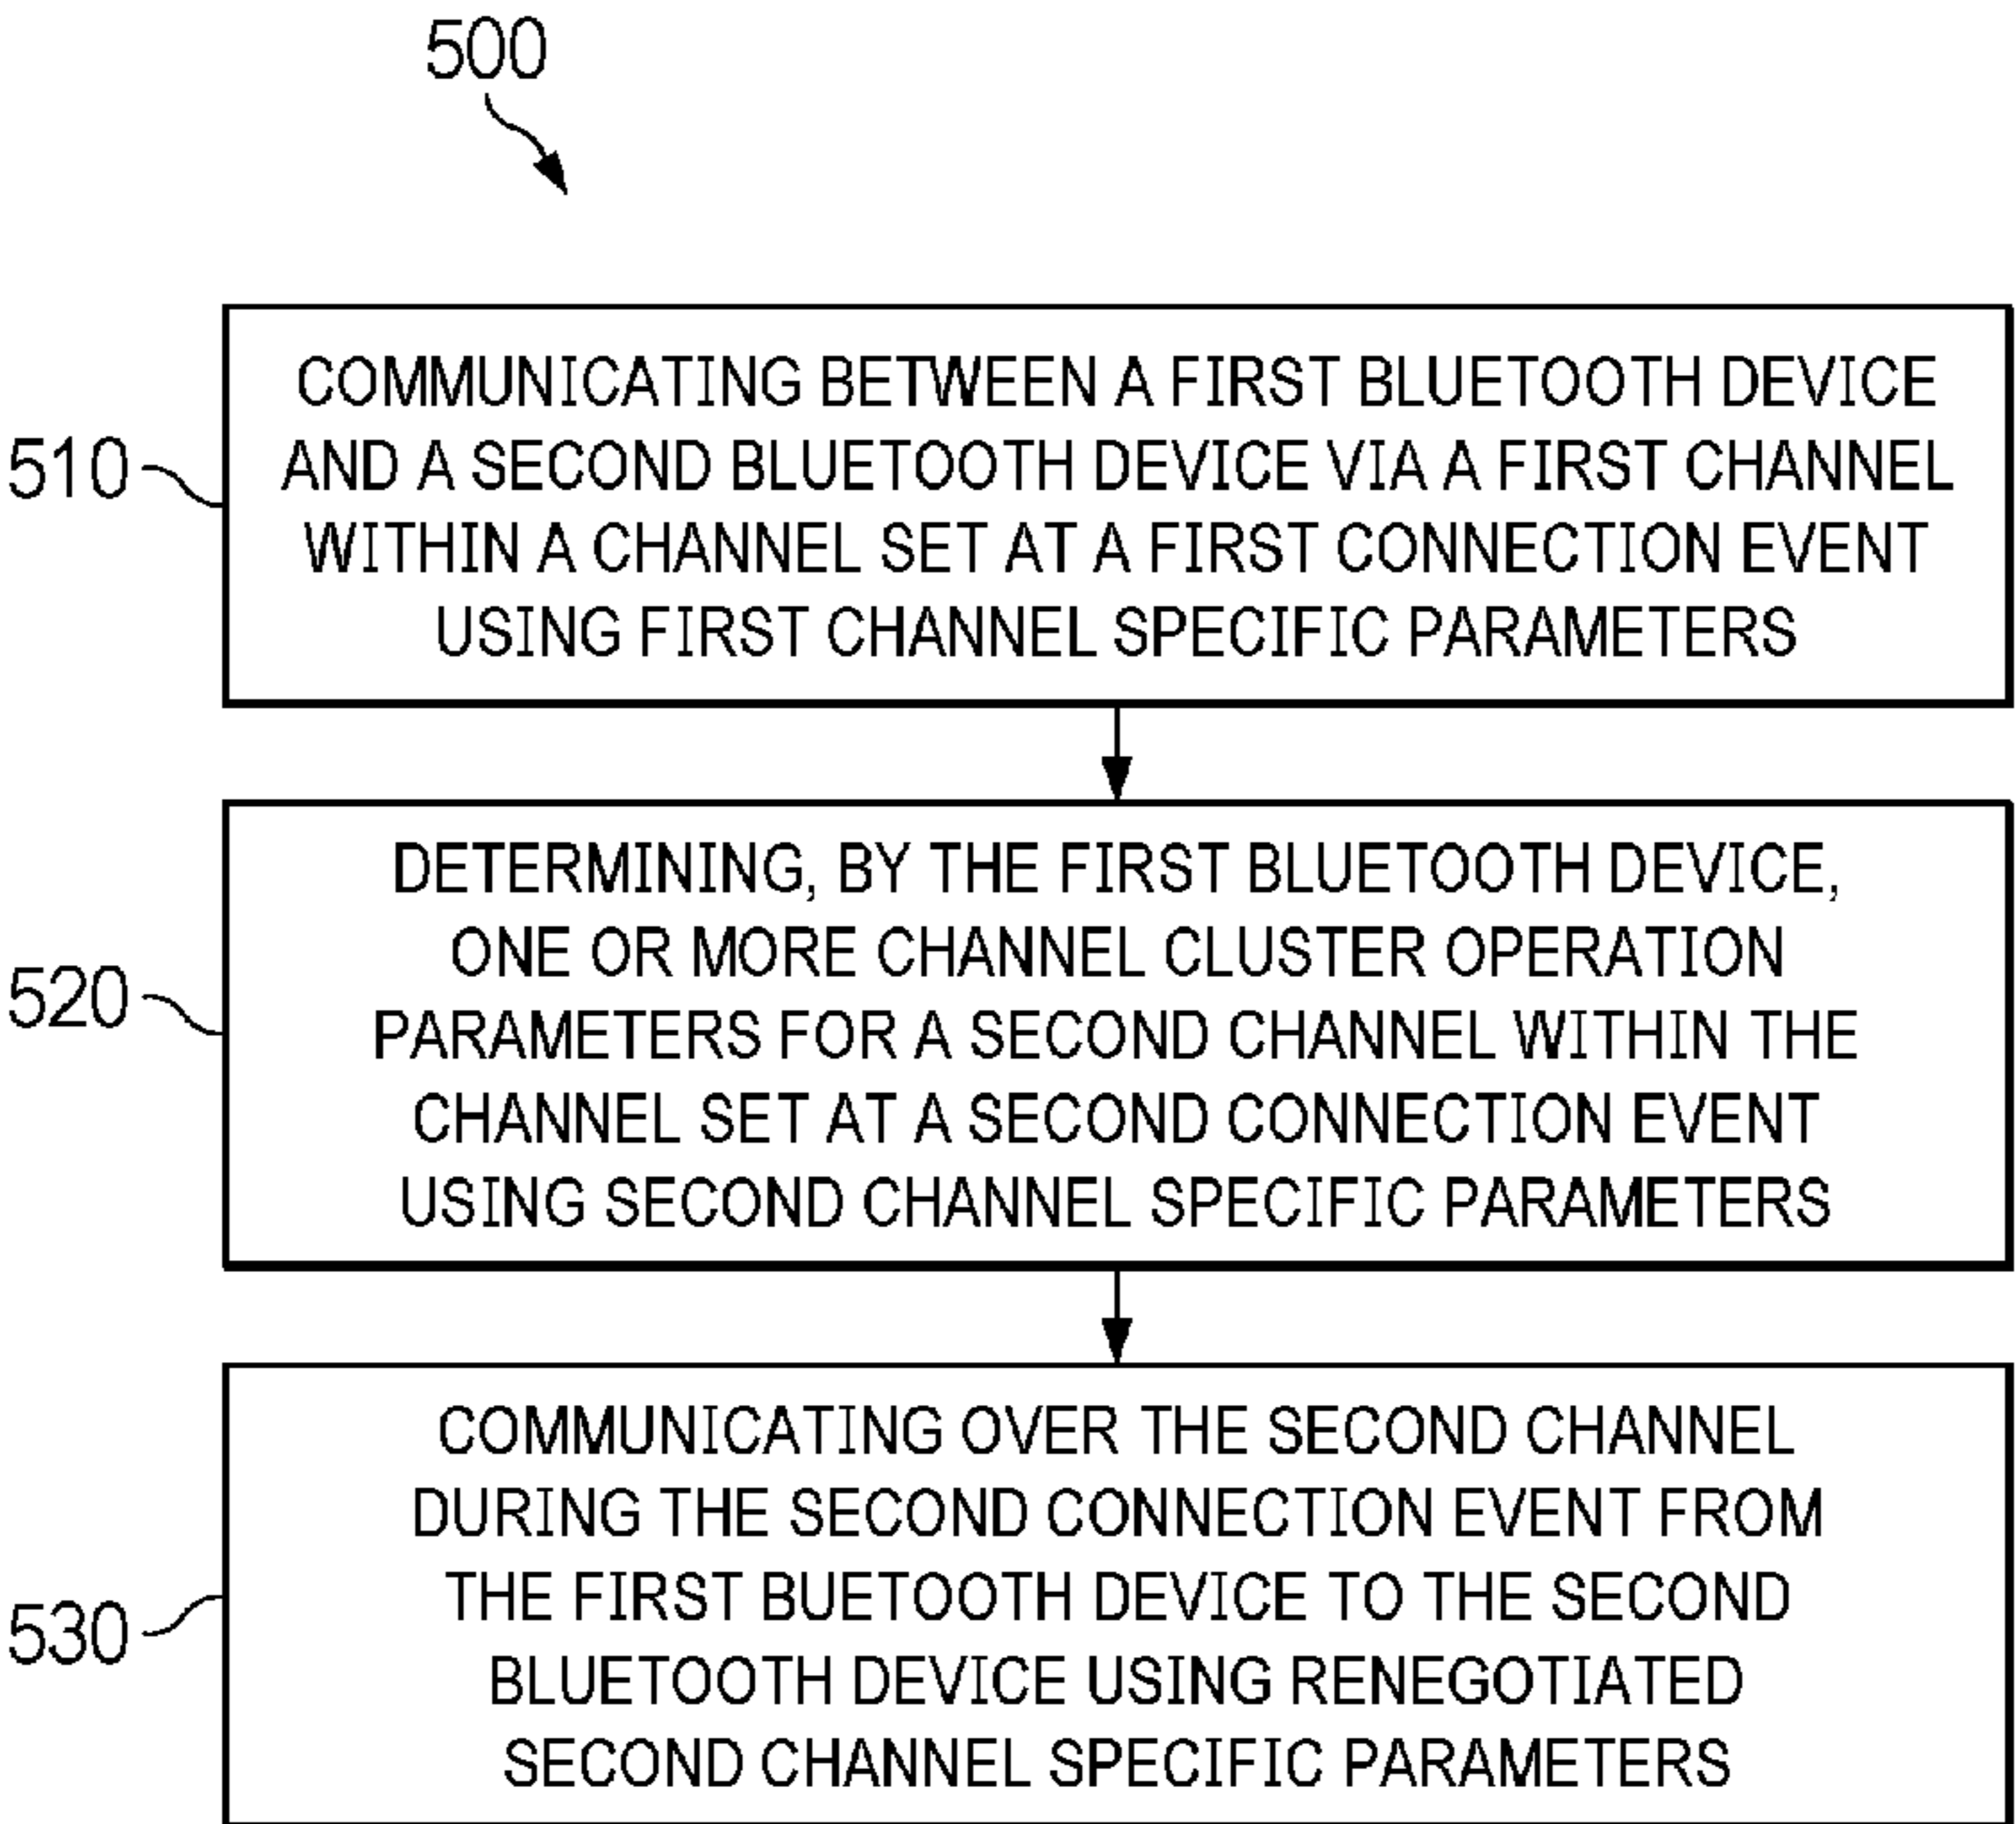 500
510
COMMUNICATING BETWEEN A FIRST BLUETOOTH DEVICE
AND A SECOND BLUETOOTH DEVICE VIA A FIRST CHANNEL
WITHIN A CHANNEL SET AT A FIRST CONNECTION EVENT
USING FIRST CHANNEL SPECIFIC PARAMETERS
520
DETERMINING, BY THE FIRST BLUETOOTH DEVICE,
ONE OR MORE CHANNEL CLUSTER OPERATION
PARAMETERS FOR A SECOND CHANNEL WITHIN THE
CHANNEL SET AT A SECOND CONNECTION EVENT
USING SECOND CHANNEL SPECIFIC PARAMETERS
530
COMMUNICATING OVER THE SECOND CHANNEL
DURING THE SECOND CONNECTION EVENT FROM
THE FIRST BUETOOTH DEVICE TO THE SECOND
BLUETOOTH DEVICE USING RENEGOTIATED
SECOND CHANNEL SPECIFIC PARAMETERS